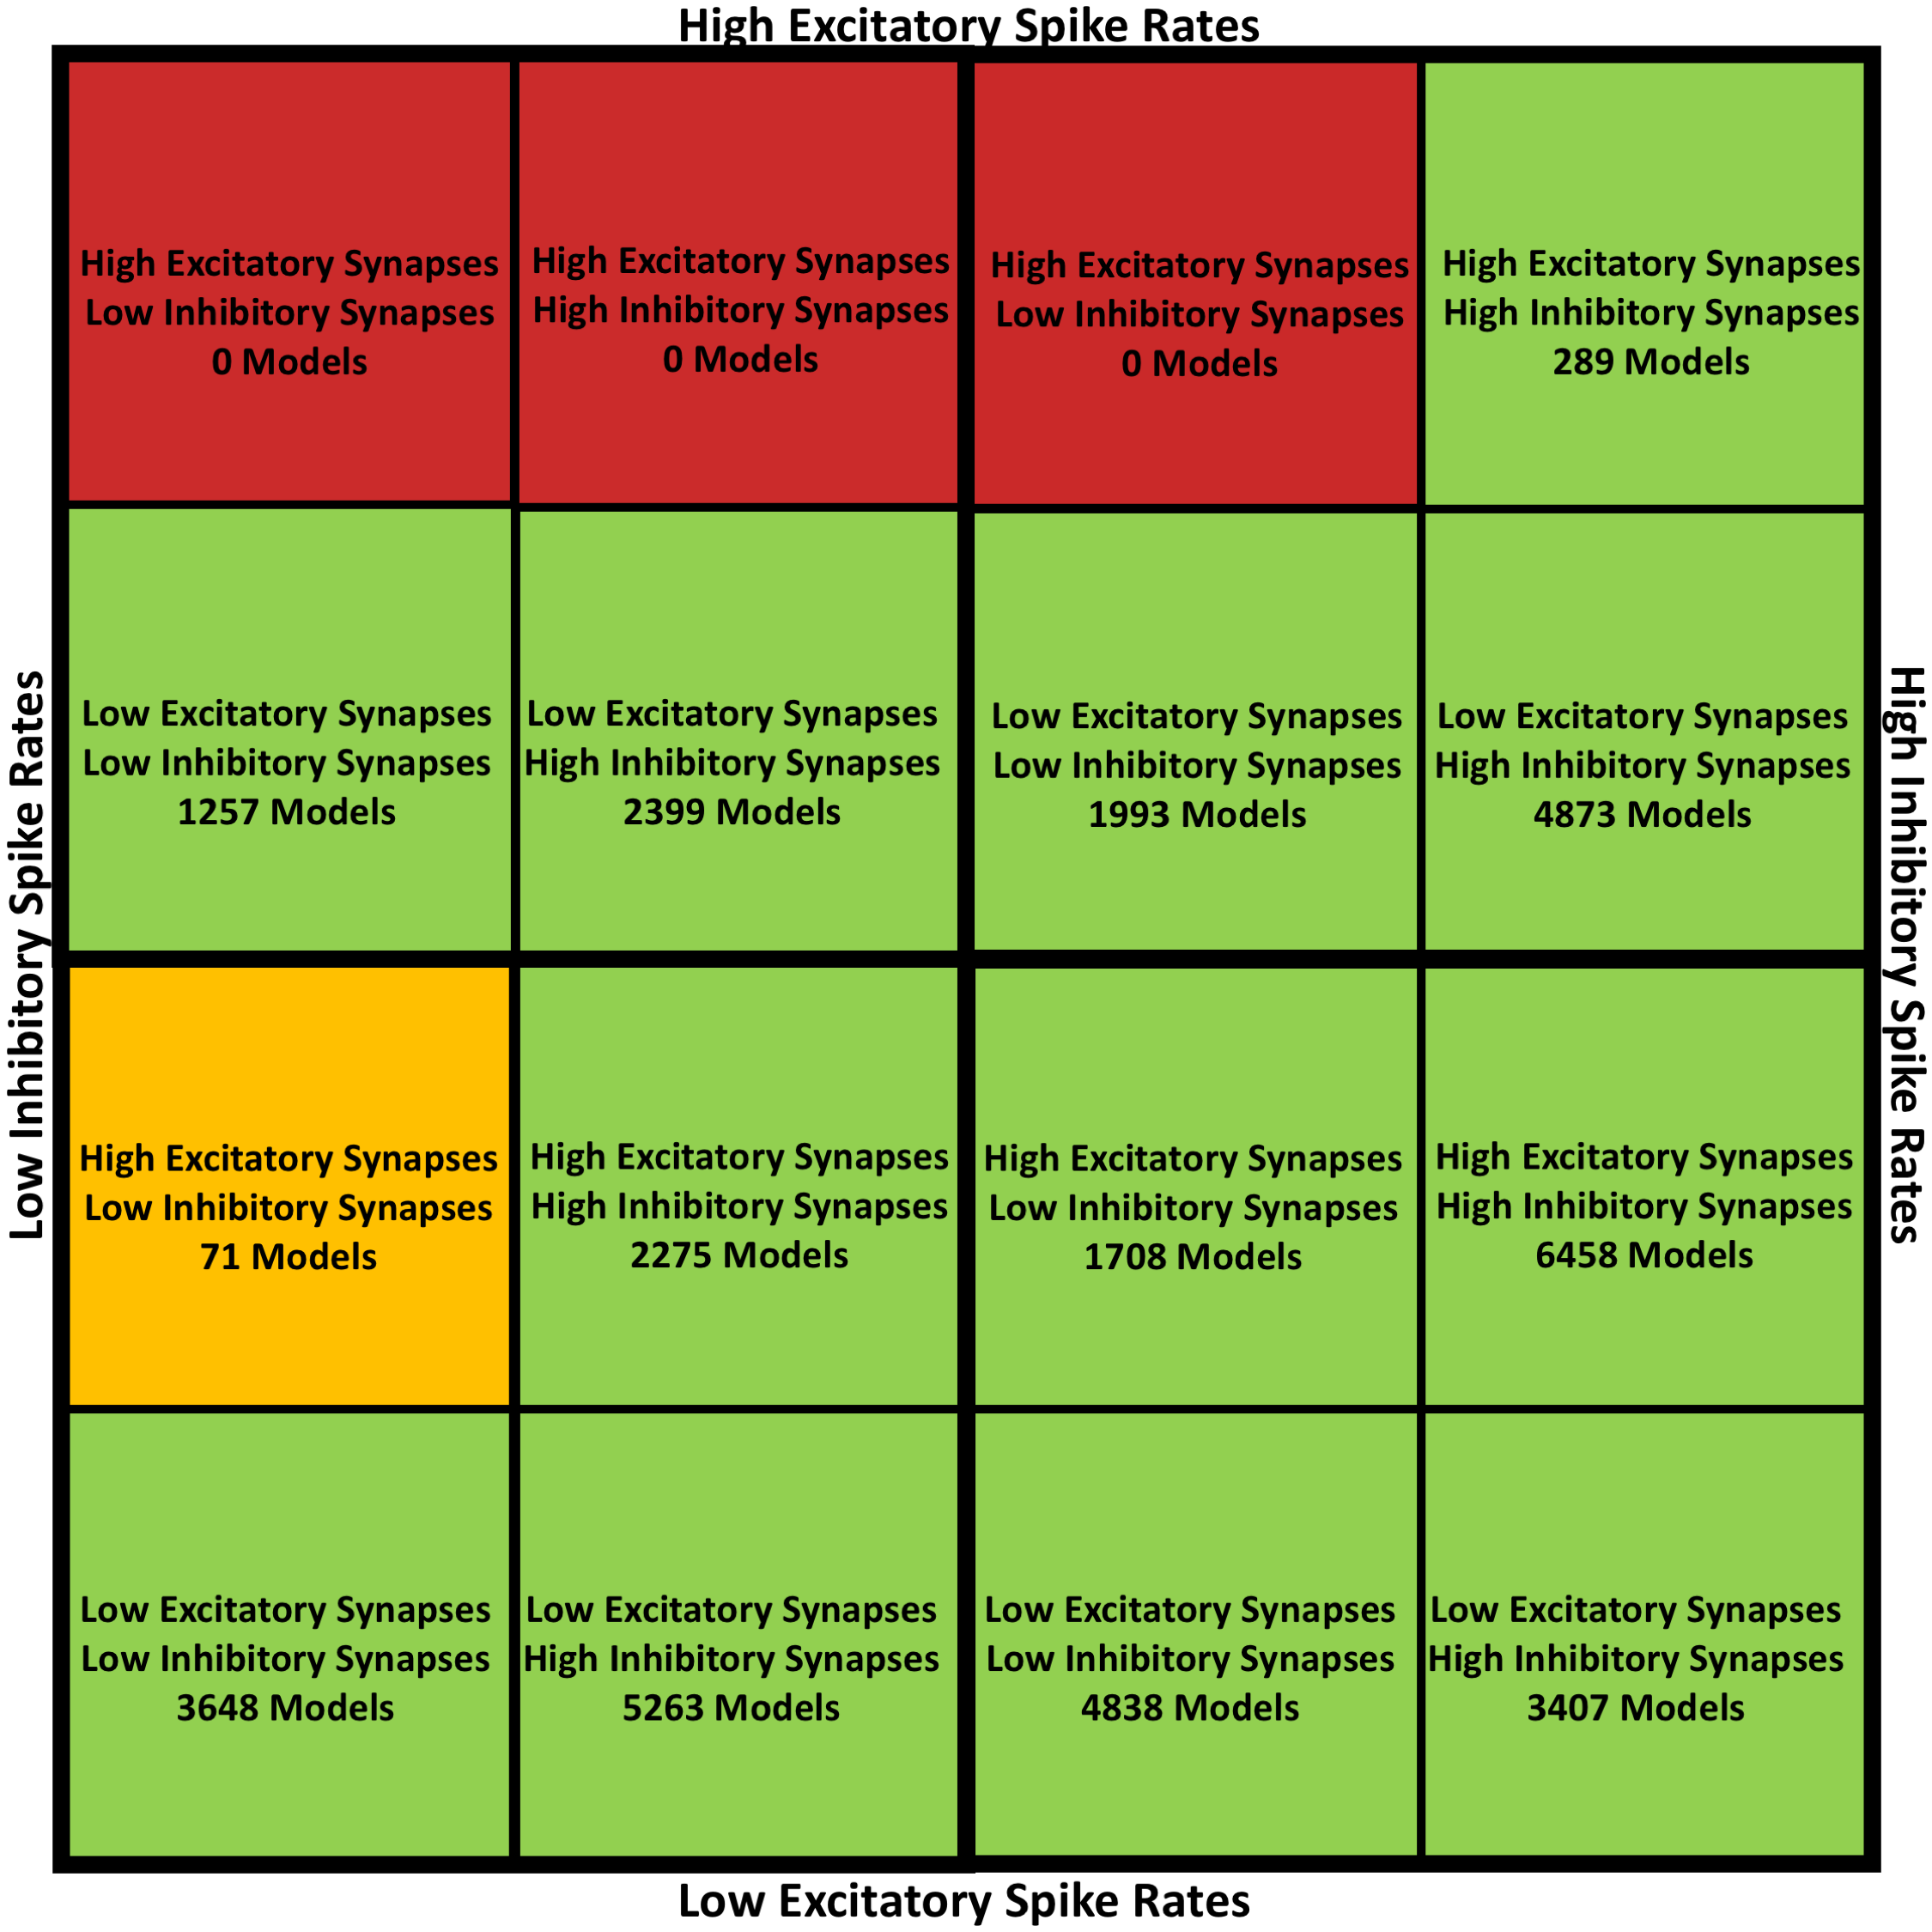 High Excitatory Spike Rates
High Excitatory Synapses
Low Inhibitory Synapses
0 Models
High Excitatory Synapses
High Inhibitory Synapses
0 Models
High Excitatory Synapses
Low Inhibitory Synapses
0 Models
High Excitatory Synapses
High Inhibitory Synapses
289 Models
Low Excitatory Synapses
Low Inhibitory Synapses
1257 Models
Low Excitatory Synapses
High Inhibitory Synapses
2399 Models
Low Excitatory Synapses
Low Inhibitory Synapses
1993 Models
Low Excitatory Synapses
High Inhibitory Synapses
4873 Models
Low Inhibitory Spike Rates
High Inhibitory Spike Rates
High Excitatory Synapses
Low Inhibitory Synapses
71 Models
High Excitatory Synapses
High Inhibitory Synapses
2275 Models
High Excitatory Synapses
Low Inhibitory Synapses
1708 Models
High Excitatory Synapses
High Inhibitory Synapses
6458 Models
Low Excitatory Synapses
Low Inhibitory Synapses
3648 Models
Low Excitatory Synapses
High Inhibitory Synapses
5263 Models
Low Excitatory Synapses
Low Inhibitory Synapses
4838 Models
Low Excitatory Synapses
High Inhibitory Synapses
3407 Models
Low Excitatory Spike Rates